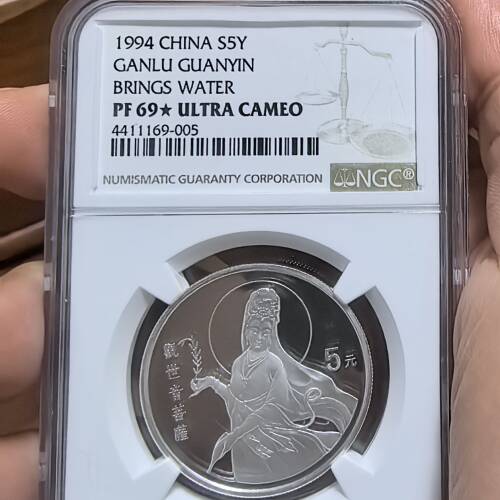 1994 CHINA S5Y
GANLU GUANYIN
BRINGS WATER
PF 69★ ULTRA CAMEO
4411169-005
NUMISMATIC GUARANTY CORPORATION
NGC®
觀世音菩薩
5元